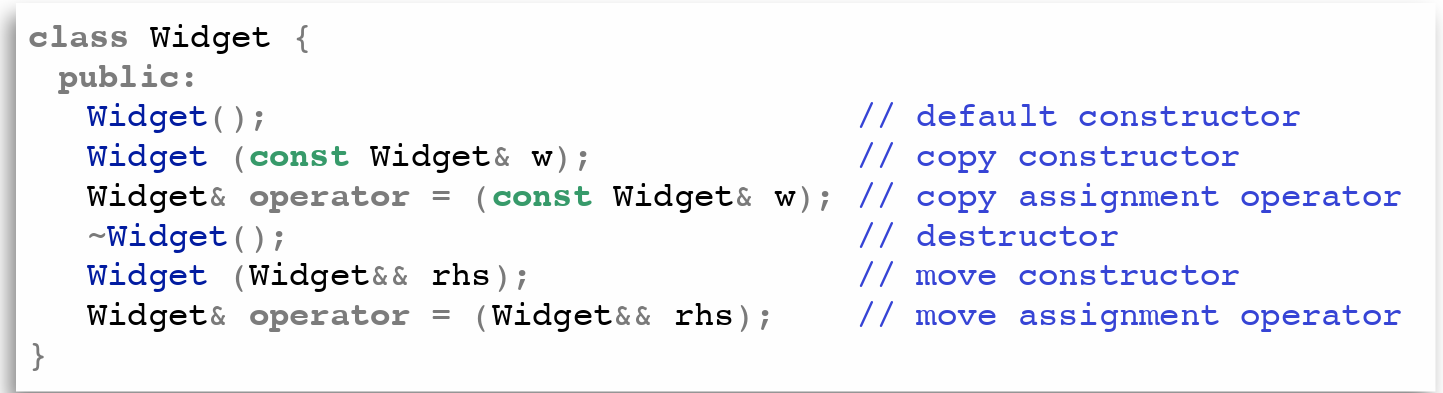 class Widget {
public:
Widget(); // default constructor
Widget (const Widget& w); // copy constructor
Widget& operator = (const Widget& w); // copy assignment operator
~Widget(); // destructor
Widget (Widget&& rhs); // move constructor
Widget& operator = (Widget&& rhs); // move assignment operator
}